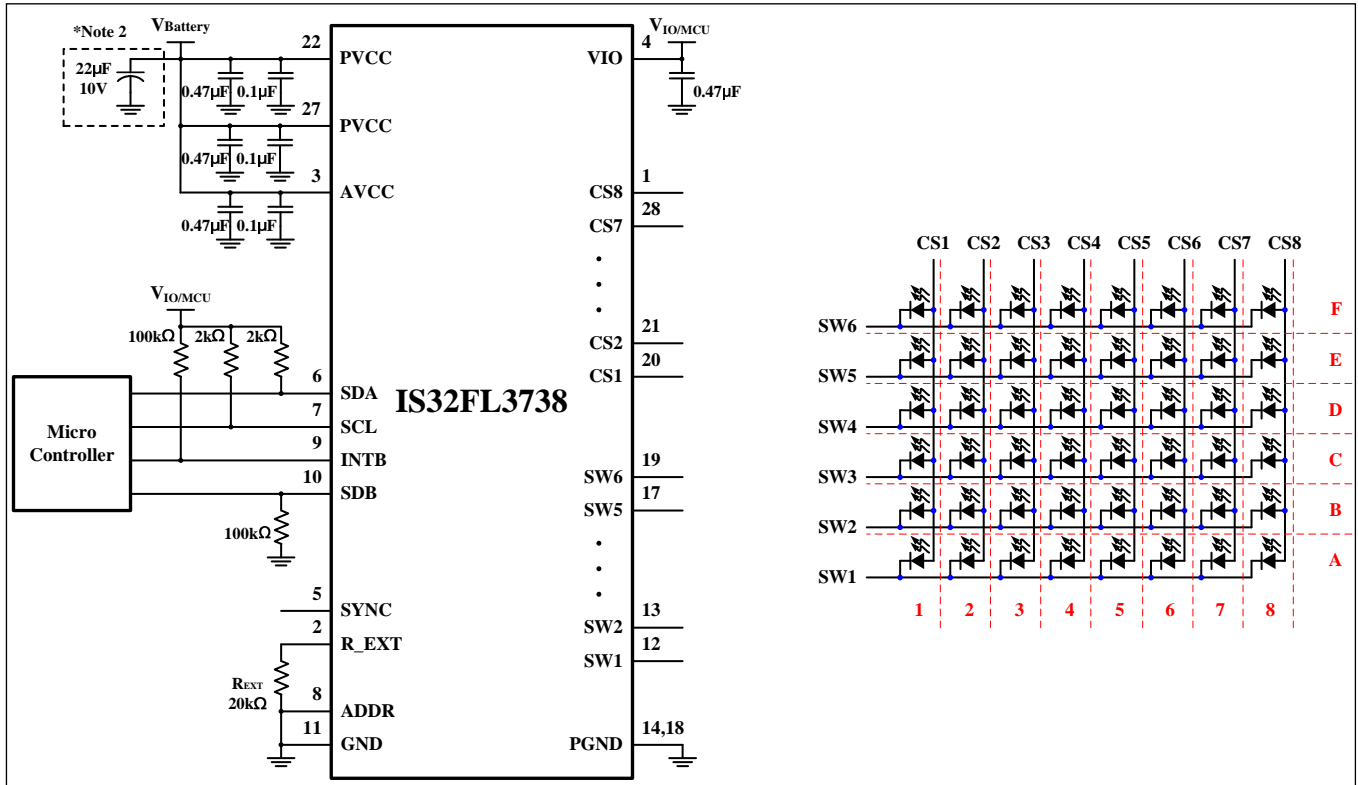 *Note 2
VBattery
22µF
10V
22
PVCC
0.47µF 0.1µF
27
PVCC
0.47µF 0.1µF
3
AVCC
0.47µF 0.1µF
VIO/MCU
100kΩ 2kΩ 2kΩ
Micro
Controller
6
SDA
7
SCL
9
INTB
10
SDB
100kΩ
5
SYNC
2
R_EXT
REXT
20kΩ
8
ADDR
11
GND
IS32FL3738
VIO/MCU
4
VIO
0.47µF
1
CS8
28
CS7
21
CS2
20
CS1
19
SW6
17
SW5
13
SW2
12
SW1
14,18
PGND
CS1 CS2 CS3 CS4 CS5 CS6 CS7 CS8
SW6 F
SW5 E
SW4 D
SW3 C
SW2 B
SW1 A
1 2 3 4 5 6 7 8